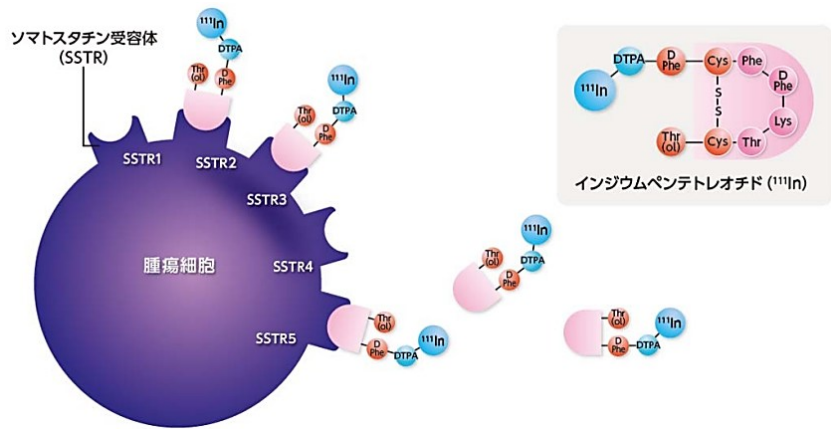 ソマトスタチン受容体
(SSTR)
¹¹¹In
DTPA
D
Phe
Thr
(ol)
¹¹¹In
DTPA
D
Phe
Thr
(ol)
SSTR1
SSTR2
SSTR3
SSTR4
SSTR5
腫瘍細胞
Thr
(ol)
D
Phe
DTPA
¹¹¹In
¹¹¹In
DTPA
D
Phe
Thr
(ol)
Thr
(ol)
D
Phe
DTPA
¹¹¹In
¹¹¹In
DTPA
D
Phe
Cys
Phe
D
Phe
Lys
Thr
Cys
S
S
Thr
(ol)
インジウムペンテトレオチド(¹¹¹In)